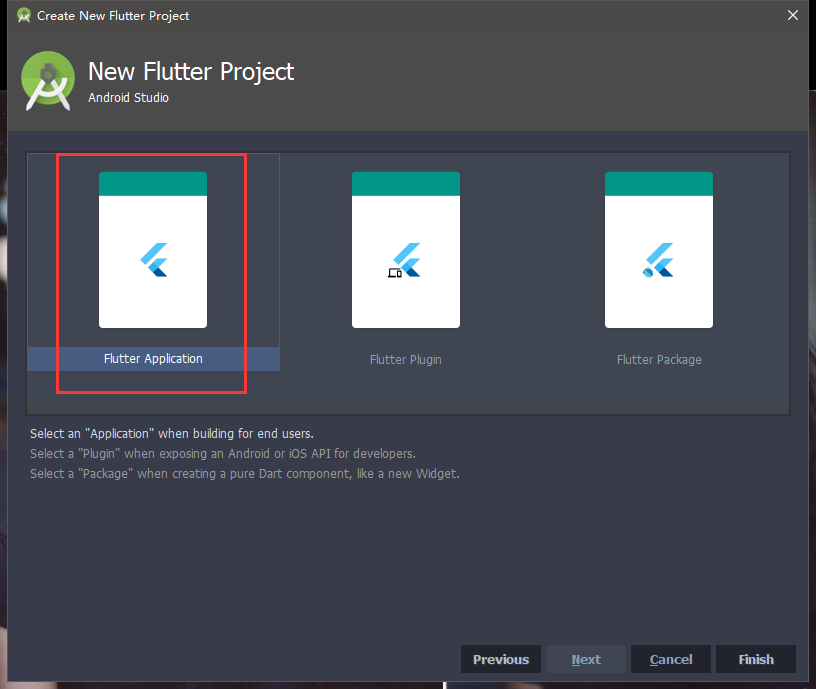 Create New Flutter Project
New Flutter Project
Android Studio
Flutter Application
Flutter Plugin
Flutter Package
Select an "Application" when building for end users.
Select a "Plugin" when exposing an Android or iOS API for developers.
Select a "Package" when creating a pure Dart component, like a new Widget.
Previous
Next
Cancel
Finish